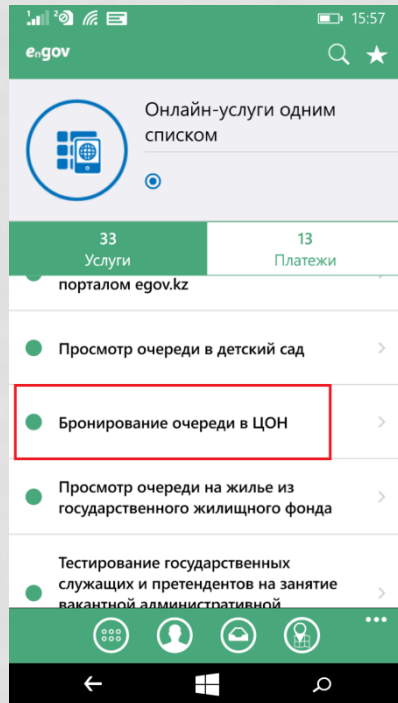 15:57
egov
Онлайн-услуги одним
списком
33
Услуги
13
Платежи
порталом egov.kz
Просмотр очереди в детский сад
Бронирование очереди в ЦОН
Просмотр очереди на жилье из
государственного жилищного фонда
Тестирование государственных
служащих и претендентов на занятие
вакантной административной